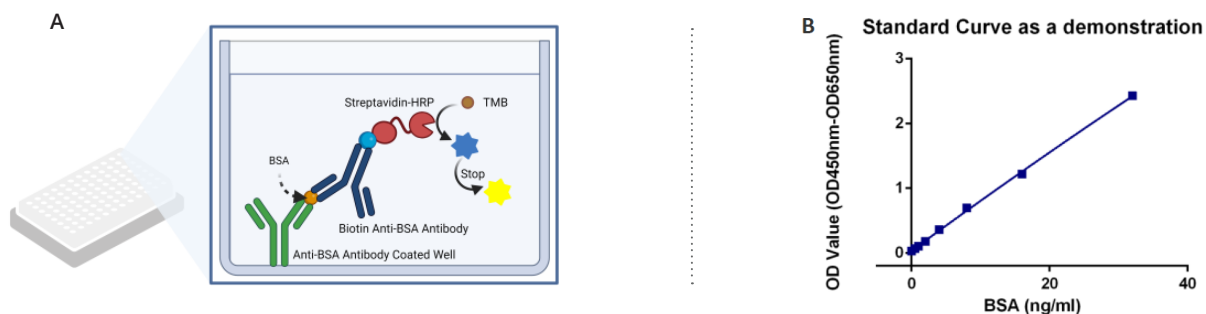 A
Streptavidin-HRP
TMB
BSA
Stop
Biotin Anti-BSA Antibody
Anti-BSA Antibody Coated Well
B
Standard Curve as a demonstration
OD Value (OD450nm-OD650nm)
3
2
1
0
0
20
40
BSA (ng/ml)